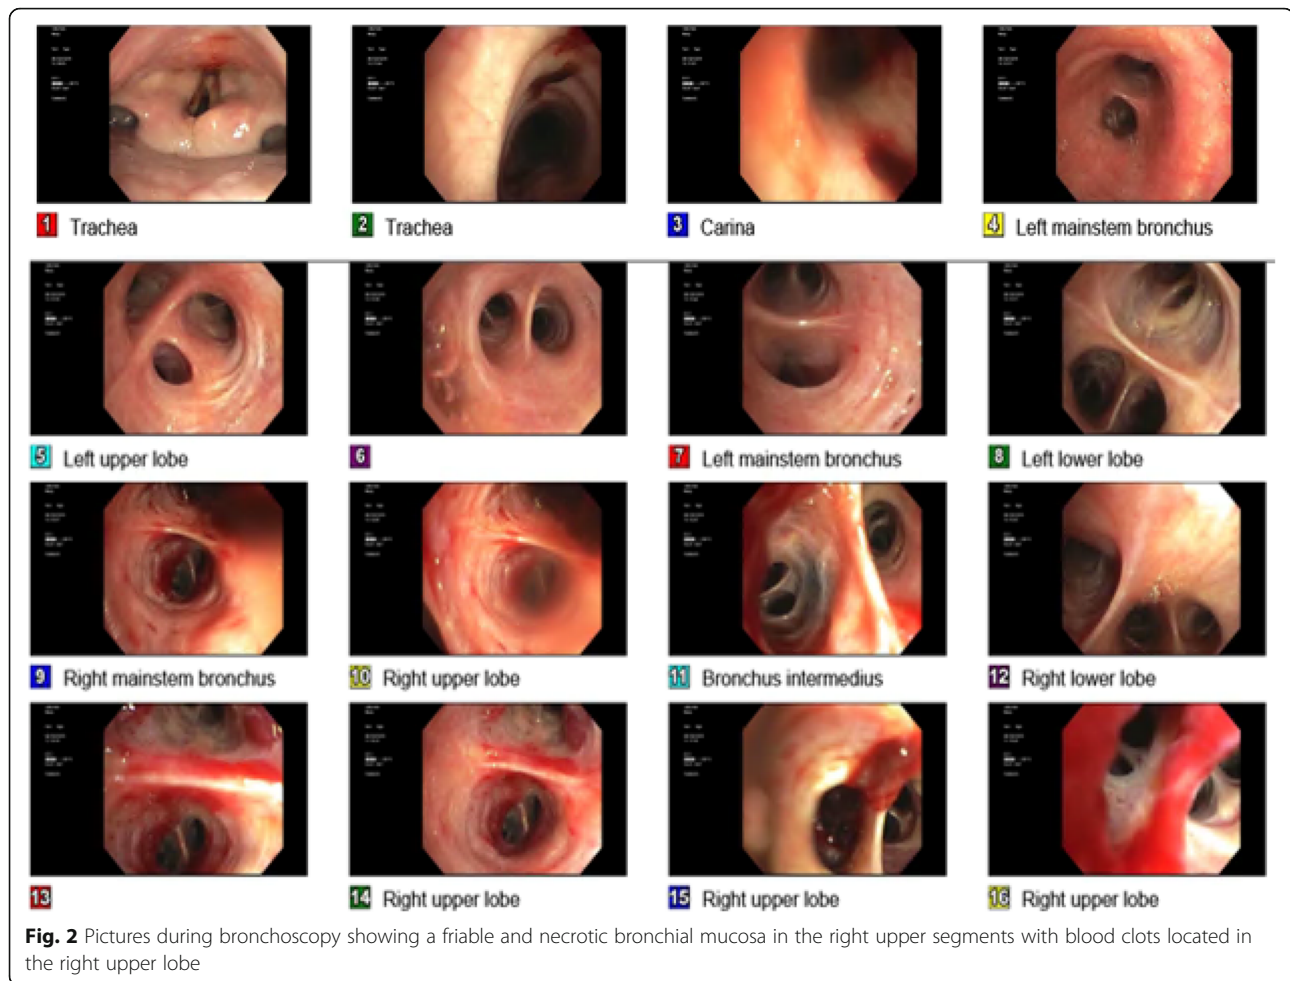 1 Trachea
2 Trachea
3 Carina
4 Left mainstem bronchus
5 Left upper lobe
6
7 Left mainstem bronchus
8 Left lower lobe
9 Right mainstem bronchus
10 Right upper lobe
11 Bronchus intermedius
12 Right lower lobe
13
14 Right upper lobe
15 Right upper lobe
16 Right upper lobe
Fig. 2 Pictures during bronchoscopy showing a friable and necrotic bronchial mucosa in the right upper segments with blood clots located in
the right upper lobe